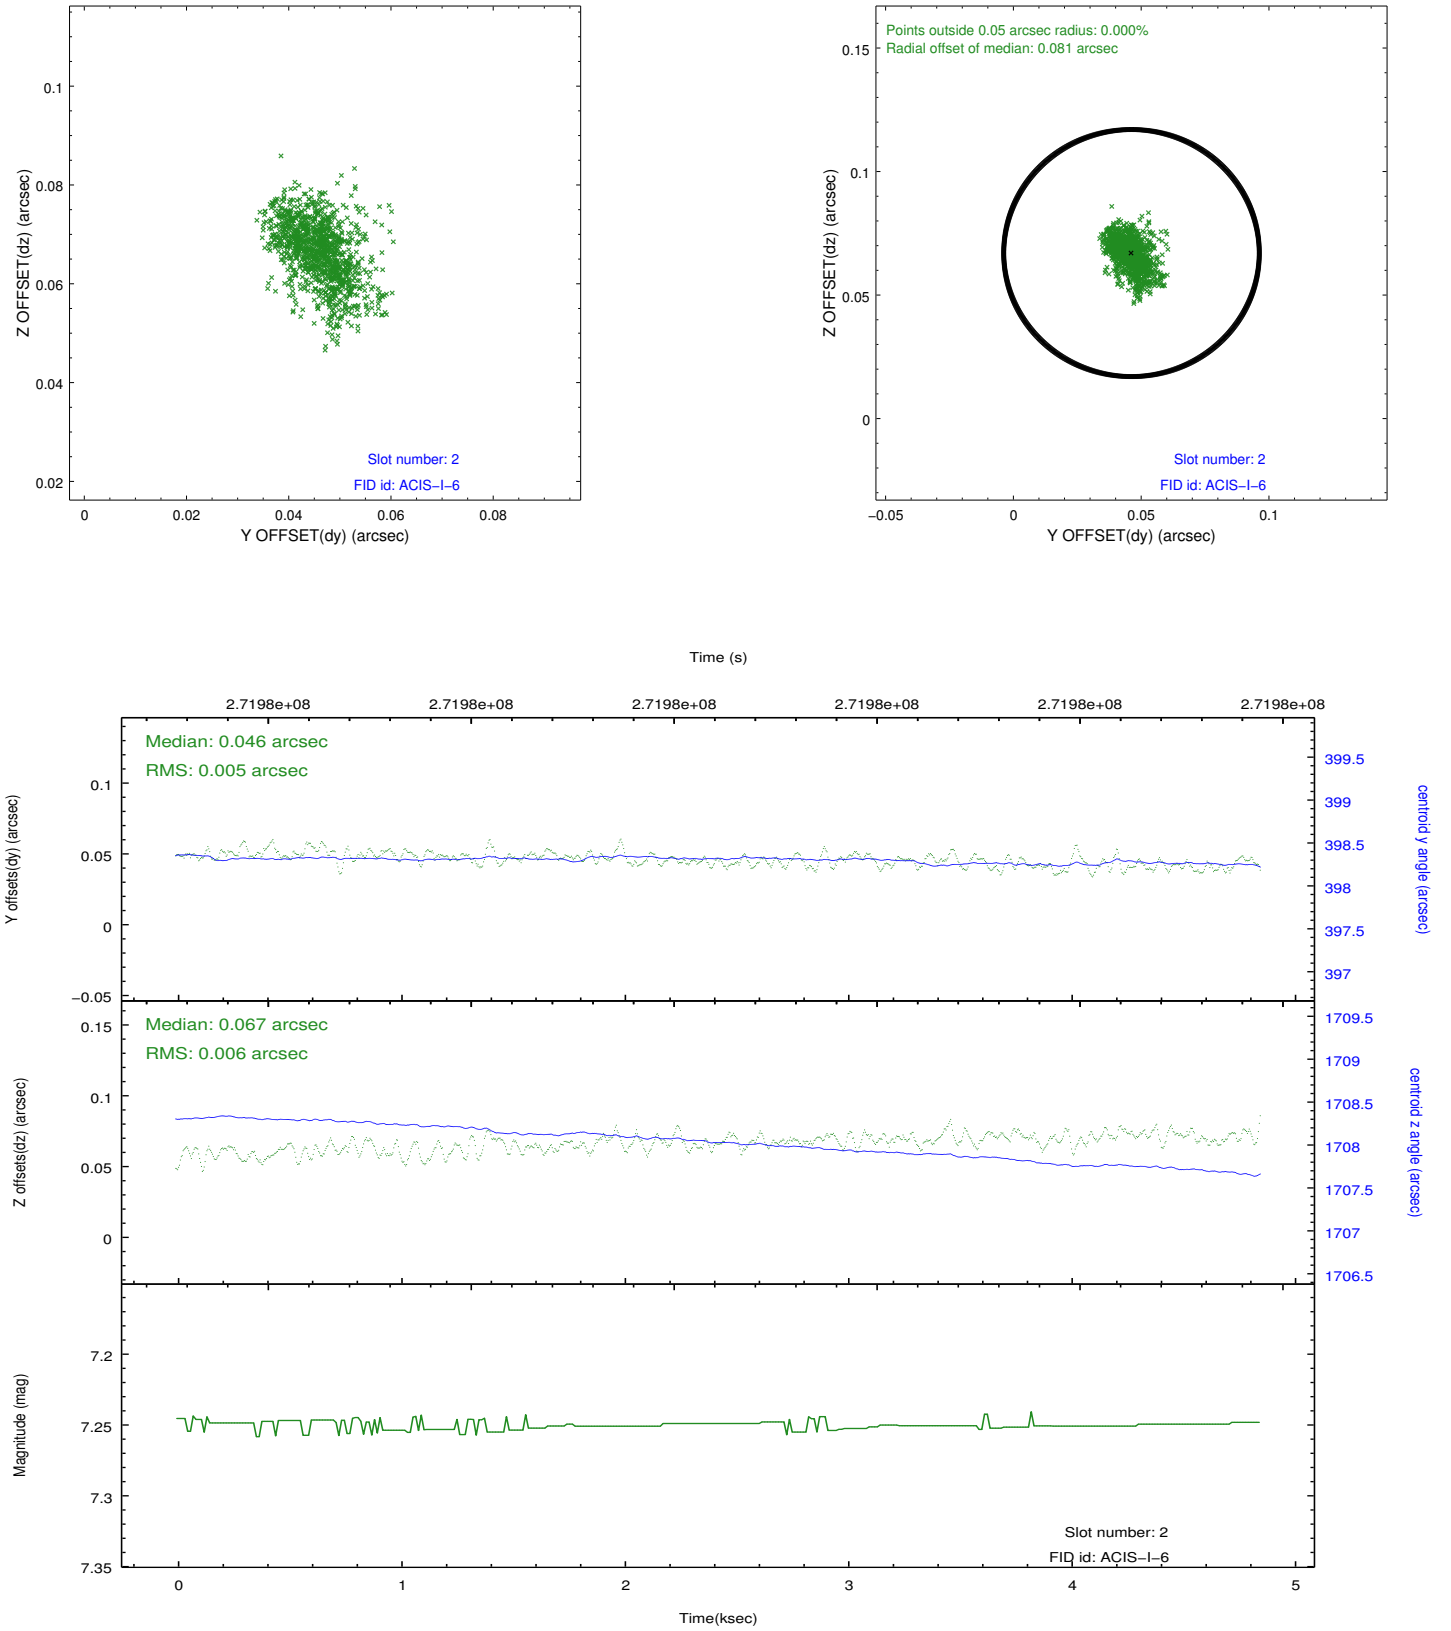 0.1
0.08
0.06
0.04
0.02
Z OFFSET(dz) (arcsec)
Slot number: 2
FID id: ACIS−I−6
0
0.02
0.04
0.06
0.08
Y OFFSET(dy) (arcsec)
Points outside 0.05 arcsec radius: 0.000%
Radial offset of median: 0.081 arcsec
0.15
0.1
0.05
0
Z OFFSET(dz) (arcsec)
Slot number: 2
FID id: ACIS−I−6
−0.05
0
0.05
0.1
Y OFFSET(dy) (arcsec)
Time (s)
2.7198e+08
2.7198e+08
2.7198e+08
2.7198e+08
2.7198e+08
2.7198e+08
Median: 0.046 arcsec
RMS: 0.005 arcsec
0.1
0.05
0
−0.05
Y offsets(dy) (arcsec)
399.5
399
398.5
398
397.5
397
centroid y angle (arcsec)
Median: 0.067 arcsec
RMS: 0.006 arcsec
0.15
0.1
0.05
0
Z offsets(dz) (arcsec)
1709.5
1709
1708.5
1708
1707.5
1707
1706.5
centroid z angle (arcsec)
7.2
7.25
7.3
7.35
Magnitude (mag)
Slot number: 2
FID id: ACIS−I−6
0
1
2
3
4
5
Time(ksec)